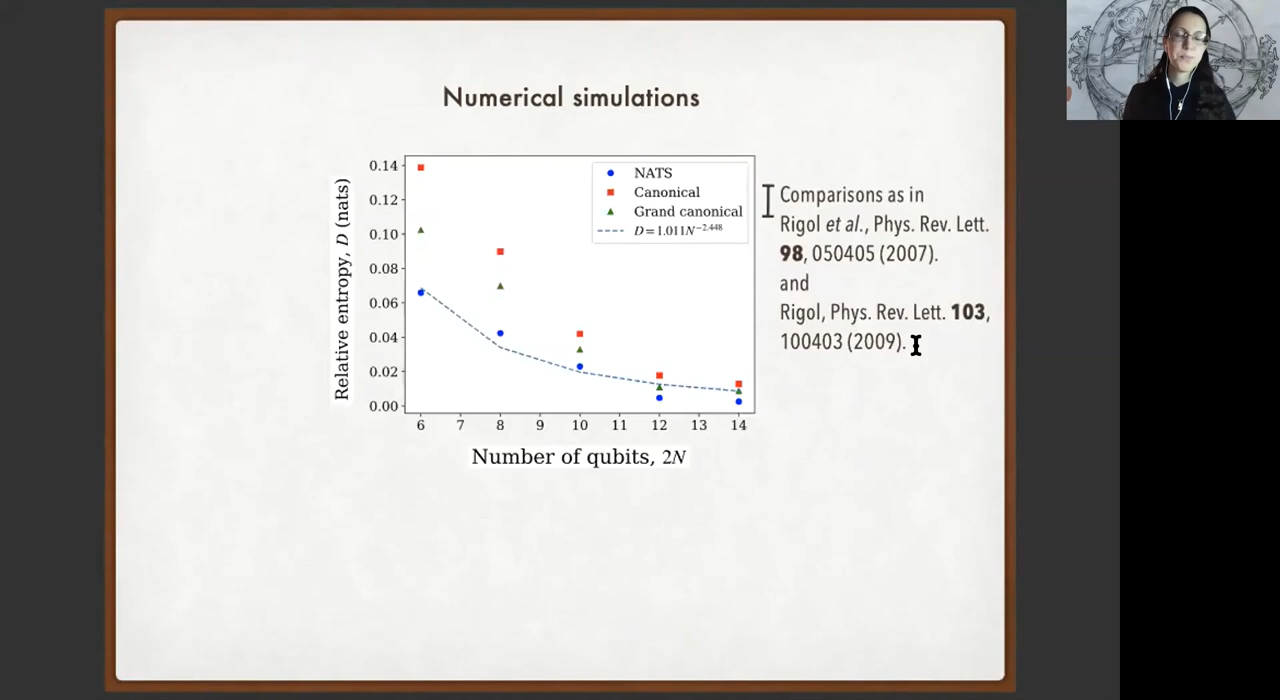 Numerical simulations
Relative entropy, D (nats)
0.14
0.12
0.10
0.08
0.06
0.04
0.02
0.00
NATS
Canonical
Grand canonical
D = 1.011N^{-2.448}
6 7 8 9 10 11 12 13 14
Number of qubits, 2N
Comparisons as in
Rigol et al., Phys. Rev. Lett.
98, 050405 (2007).
and
Rigol, Phys. Rev. Lett. 103,
100403 (2009).